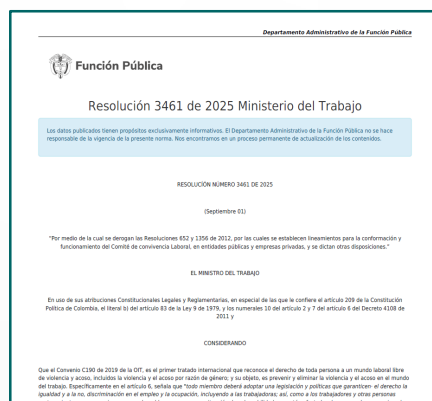 Departamento Administrativo de la Función Pública
Función Pública
Resolución 3461 de 2025 Ministerio del Trabajo
Los datos publicados tienen propósitos exclusivamente informativos. El Departamento Administrativo de la Función Pública no se hace
responsable de la vigencia de la presente norma. Nos encontramos en un proceso permanente de actualización de los contenidos.
RESOLUCIÓN NÚMERO 3461 DE 2025
(Septiembre 01)
"Por medio de la cual se derogan las Resoluciones 652 y 1356 de 2012, por las cuales se establecen lineamientos para la conformación y
funcionamiento del Comité de convivencia Laboral, en entidades públicas y empresas privadas, y se dictan otras disposiciones."
EL MINISTRO DEL TRABAJO
En uso de sus atribuciones Constitucionales Legales y Reglamentarias, en especial de las que le confiere el artículo 209 de la Constitución
Política de Colombia, el literal b) del artículo 83 de la Ley 9 de 1979, y los numerales 10 del artículo 2 y 7 del artículo 6 del Decreto 4108 de
2011 y
CONSIDERANDO
Que el Convenio C190 de 2019 de la OIT, es el primer tratado internacional que reconoce el derecho de toda persona a un mundo laboral libre
de violencia y acoso, incluidos la violencia y el acoso por razón de género; y su objeto, es prevenir y eliminar la violencia y el acoso en el mundo
del trabajo. Específicamente en el artículo 6, señala que "todo miembro deberá adoptar una legislación y políticas que garanticen· el derecho la
igualdad y a la no, discriminación en el empleo y la ocupación, incluyendo a las trabajadoras; así, como a los trabajadores y otras personas